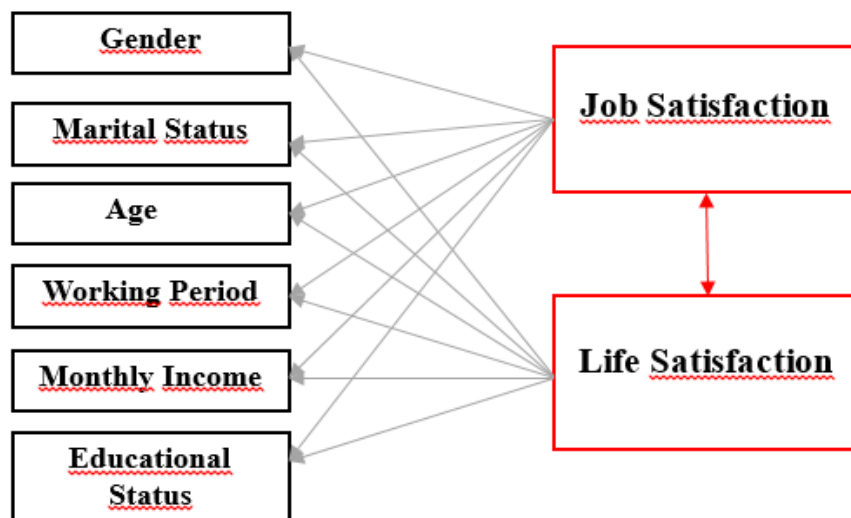 Gender
Marital Status
Age
Working Period
Monthly Income
Educational
Status
Job Satisfaction
Life Satisfaction